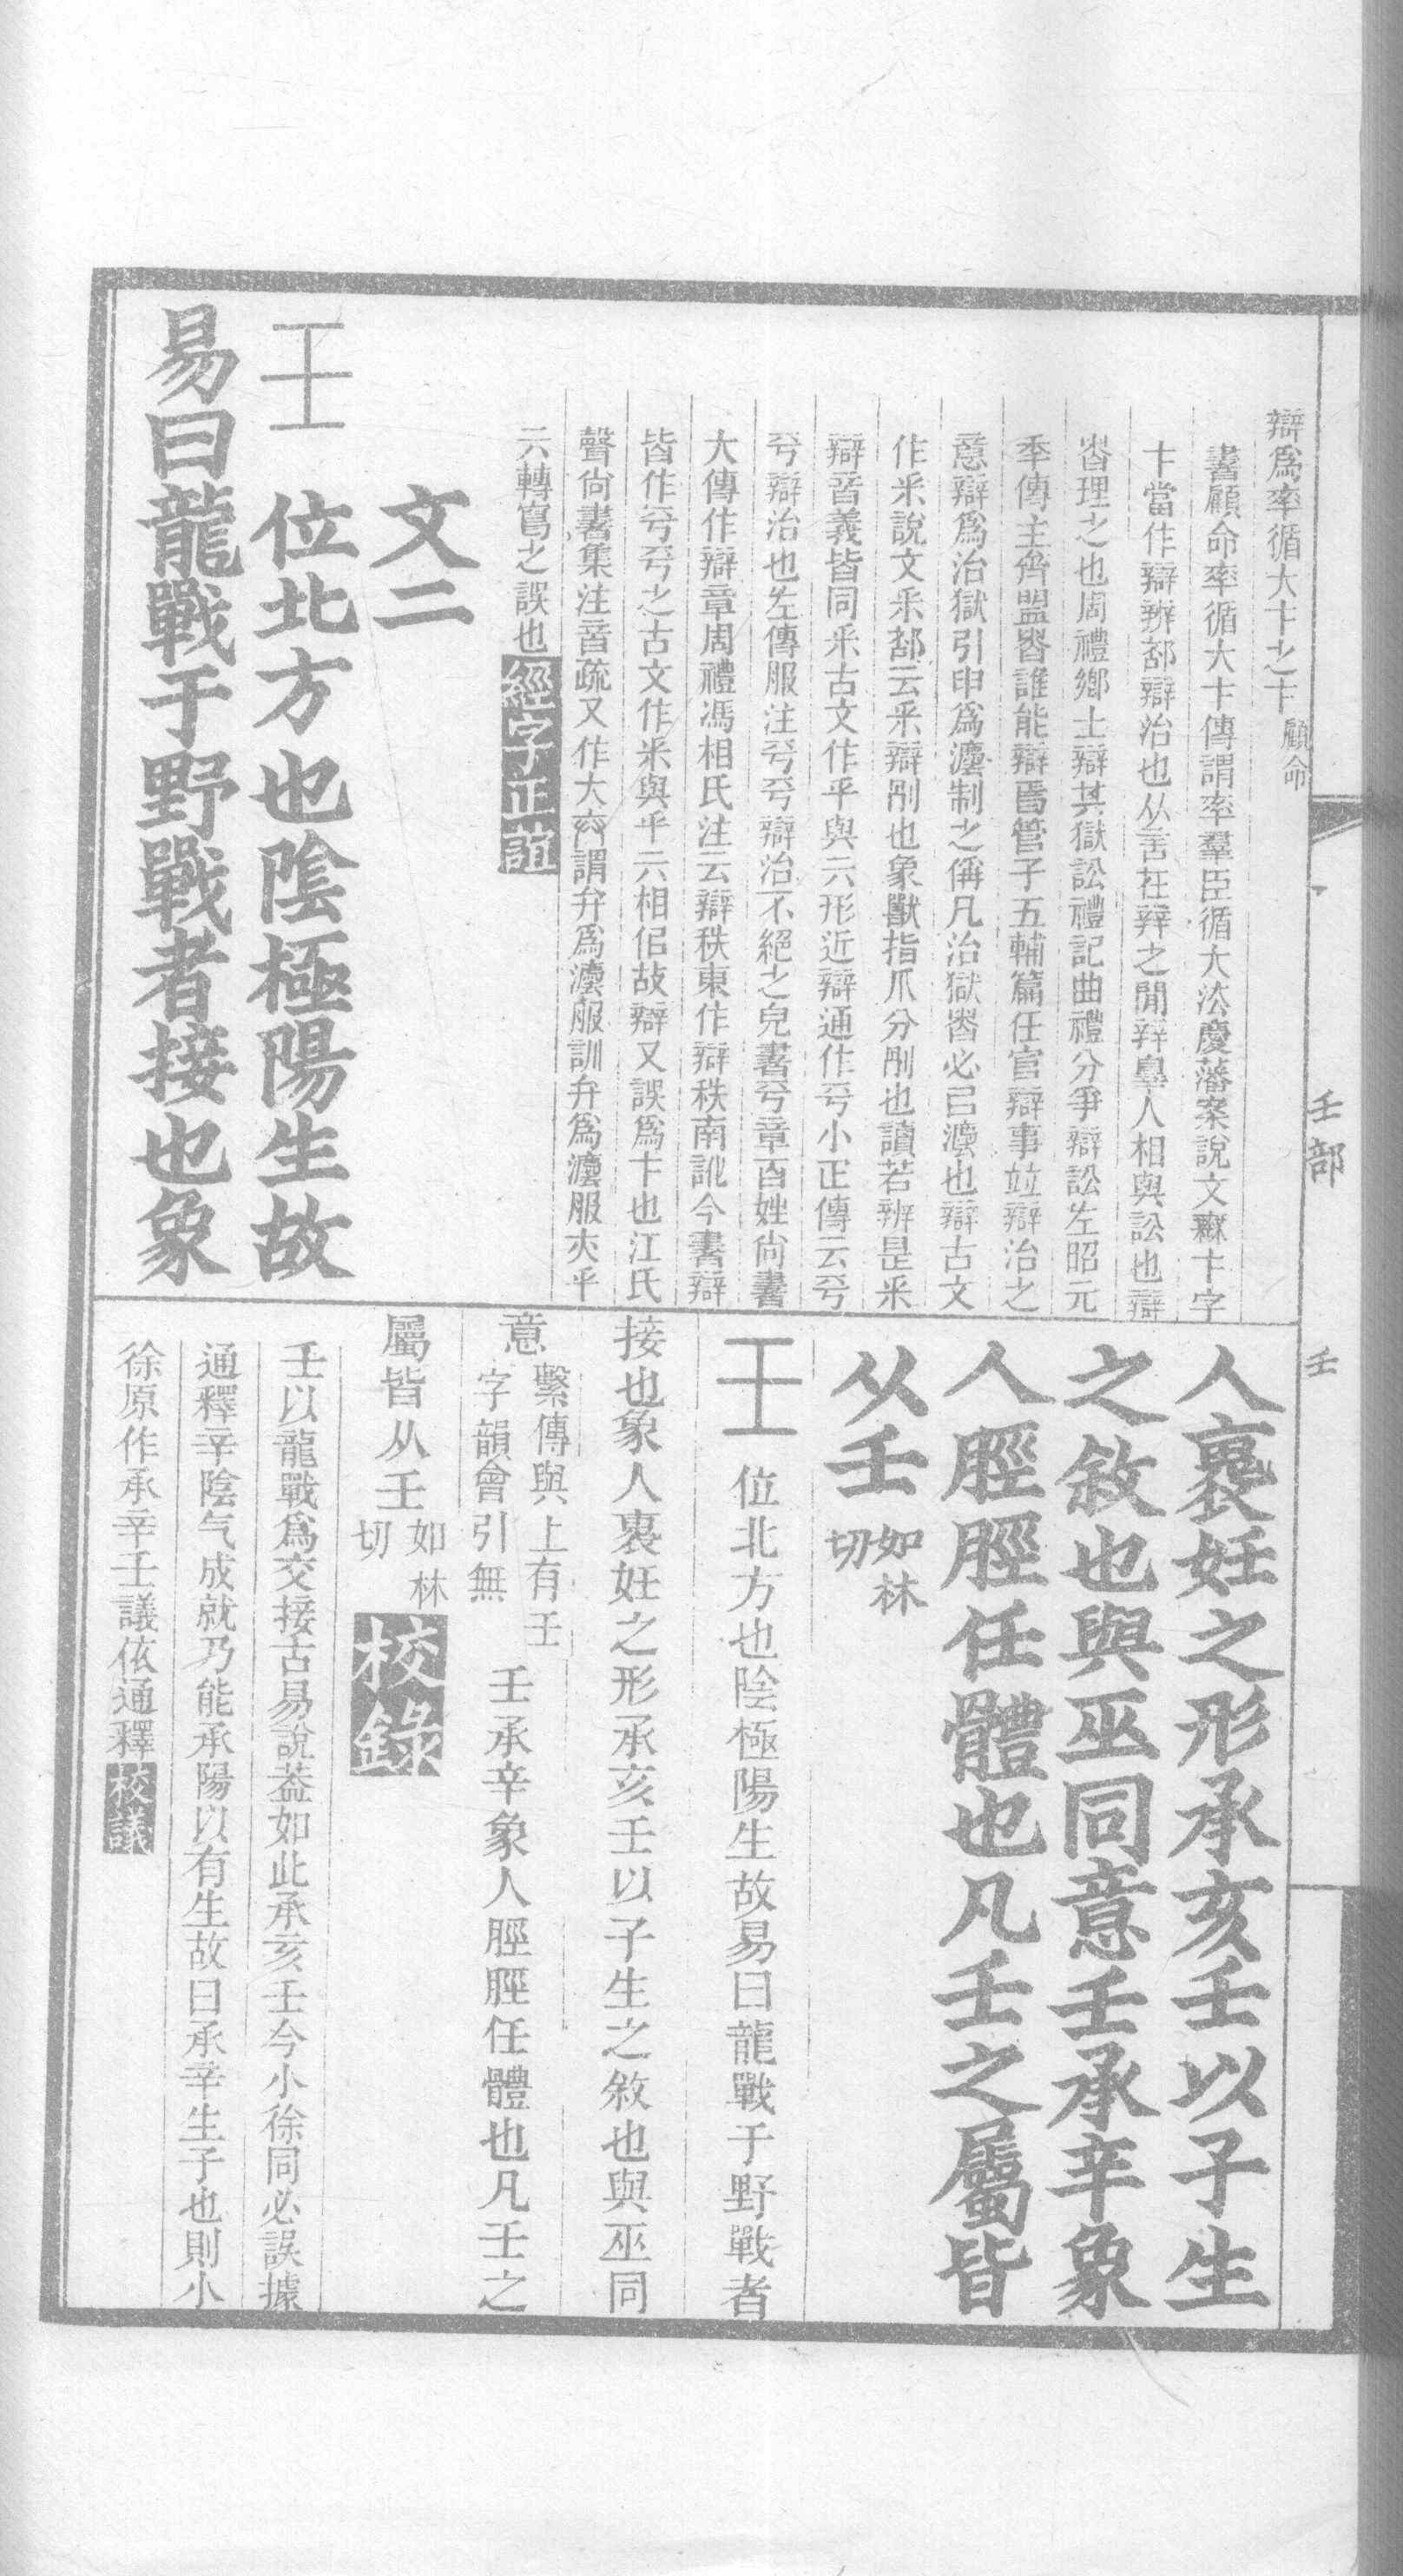 辯爲率循大卞之卞顧命
書顧命率循大卞傳謂率羣臣循大法慶藩案說文無卞字
卞當作辯辨部辯治也从言在辡之閒辡辠人相與訟也辯
𠧟理之也周禮鄉士辯其獄訟禮記曲禮分爭辯訟左昭元
季傳主齊盟者誰能辯焉管子五輔篇任官辯事竝辯治之
意辯爲治獄引申爲灋制之偁凡治獄者必㠯灋也辯古文
作釆說文釆部云釆辯別也象獸指爪分別也讀若辨是釆
辯音義皆同釆古文作平與六形近辯通作兮小正傳云兮
兮辯治也左傳服注兮兮辯治不絕之皃書兮章百姓尙書
大傳作辯章周禮馮相氏注云辯秩東作辯秩南訛今書辯
皆作兮兮之古文作釆與平六相佀故辯又誤爲卞也江氏
聲尙書集注音疏又作大𠔳謂弁爲灋服訓弁爲灋服夾乎
六轉寫之誤也經字正誼
文二
壬 位北方也陰極陽生故
易曰龍戰于野戰者接也象
壬部
壬
人褱妊之形承亥壬以子生
之敘也與巫同意壬承辛象
人脛脛任體也凡壬之屬皆
从壬如林切
壬 位北方也陰極陽生故易曰龍戰于野戰者
接也象人褱妊之形承亥壬以子生之敘也與巫同
意繫傳與上有壬字韻會引無壬承辛象人脛脛任體也凡壬之
屬皆从壬如林切校錄
壬以龍戰爲交接古易說葢如此承亥壬今小徐同必誤據
通釋辛陰气成就乃能承陽以有生故曰承辛生子也則小
徐原作承辛壬議依通釋校議